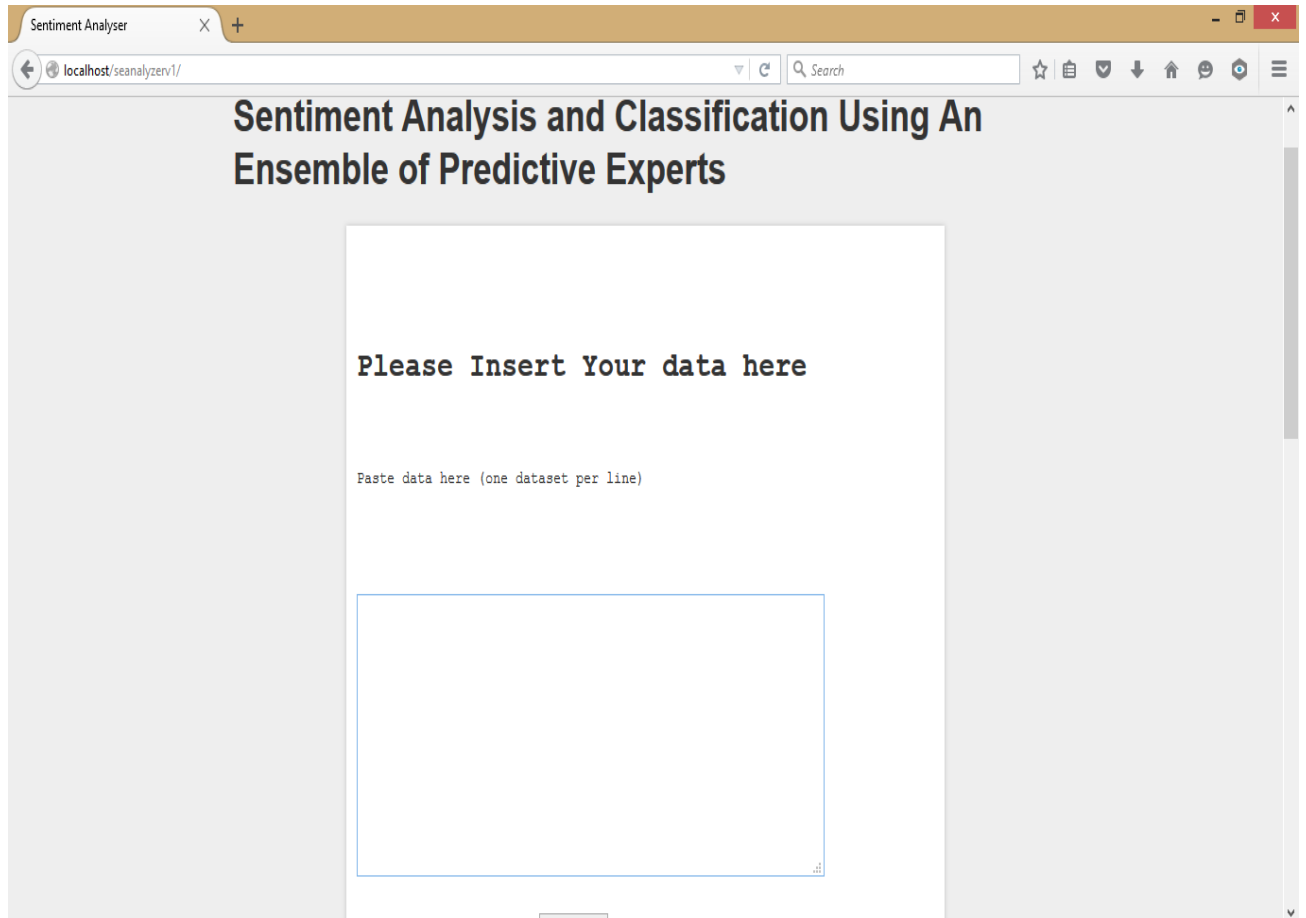 Sentiment Analyser
localhost/seanalyzerv1/
Search
Sentiment Analysis and Classification Using An
Ensemble of Predictive Experts
Please Insert Your data here
Paste data here (one dataset per line)